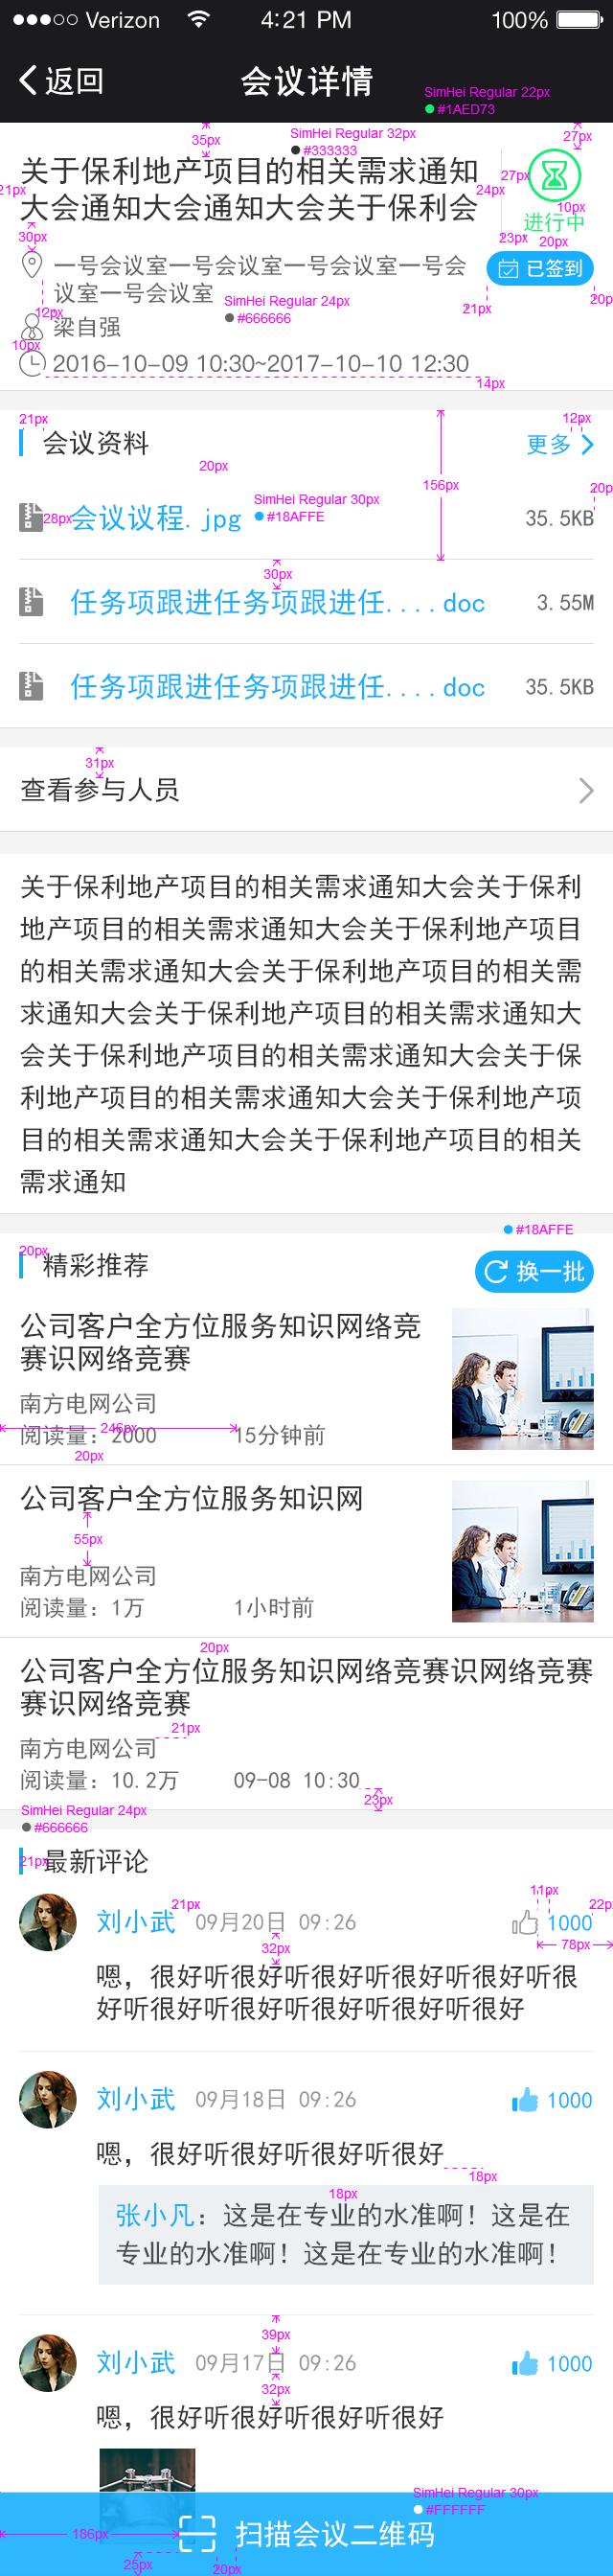 Verizon 4:21 PM 100%
返回 会议详情
SimHei Regular 22px
#1AED73
35px
SimHei Regular 32px
#333333
27px
关于保利地产项目的相关需求通知
大会通知大会通知大会关于保利会
21px
24px
27px
10px
进行中
30px
23px
20px
一号会议室一号会议室一号会议室一号会
议室一号会议室
已签到
SimHei Regular 24px
#666666
21px
20p
12px
梁自强
10px
2016-10-09 10:30~2017-10-10 12:30
14px
21px
12px
会议资料 更多
20px
156px
20p
SimHei Regular 30px
#18AFFE
28px
会议议程.jpg 35.5KB
30px
任务项跟进任务项跟进任....doc 3.55M
任务项跟进任务项跟进任....doc 35.5KB
31px
查看参与人员
关于保利地产项目的相关需求通知大会关于保利
地产项目的相关需求通知大会关于保利地产项目
的相关需求通知大会关于保利地产项目的相关需
求通知大会关于保利地产项目的相关需求通知大
会关于保利地产项目的相关需求通知大会关于保
利地产项目的相关需求通知大会关于保利地产项
目的相关需求通知大会关于保利地产项目的相关
需求通知
#18AFFE
20px
精彩推荐 换一批
公司客户全方位服务知识网络竞
赛识网络竞赛
南方电网公司
246px
阅读量：2000 15分钟前
20px
公司客户全方位服务知识网
55px
南方电网公司
阅读量：1万 1小时前
20px
公司客户全方位服务知识网络竞赛识网络竞赛
赛识网络竞赛
21px
南方电网公司
阅读量：10.2万 09-08 10:30
23px
SimHei Regular 24px
#666666
21px
最新评论
11px
21px
22p
刘小武 09月20日 09:26 1000
32px
78px
嗯，很好听很好听很好听很好听很好听很
好听很好听很好听很好听很好听很好
刘小武 09月18日 09:26 1000
嗯，很好听很好听很好听很好
18px
18px
张小凡：这是在专业的水准啊！这是在
专业的水准啊！这是在专业的水准啊！
39px
刘小武 09月17日 09:26 1000
32px
嗯，很好听很好听很好听很好
SimHei Regular 30px
#FFFFFF
186px
扫描会议二维码
25px
20px